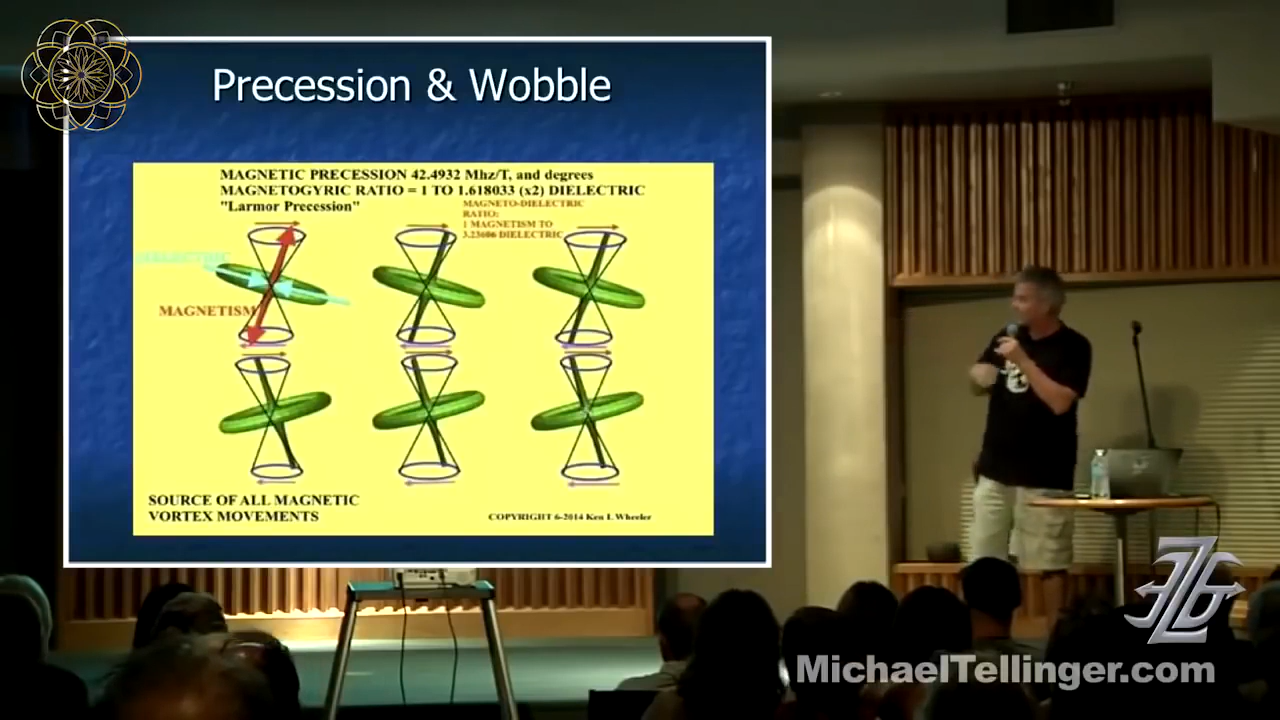 Precession & Wobble
MAGNETIC PRECESSION 42.4932 Mhz/T, and degrees
MAGNETOGYRIC RATIO = 1 TO 1.618033 (x2) DIELECTRIC
"Larmor Precession"
MAGNETO-DIELECTRIC
RATIO:
1 MAGNETISM TO
3.23606 DIELECTRIC
DIELECTRIC
MAGNETISM
SOURCE OF ALL MAGNETIC
VORTEX MOVEMENTS
COPYRIGHT 6-2014 Ken L Wheeler
MichaelTellinger.com